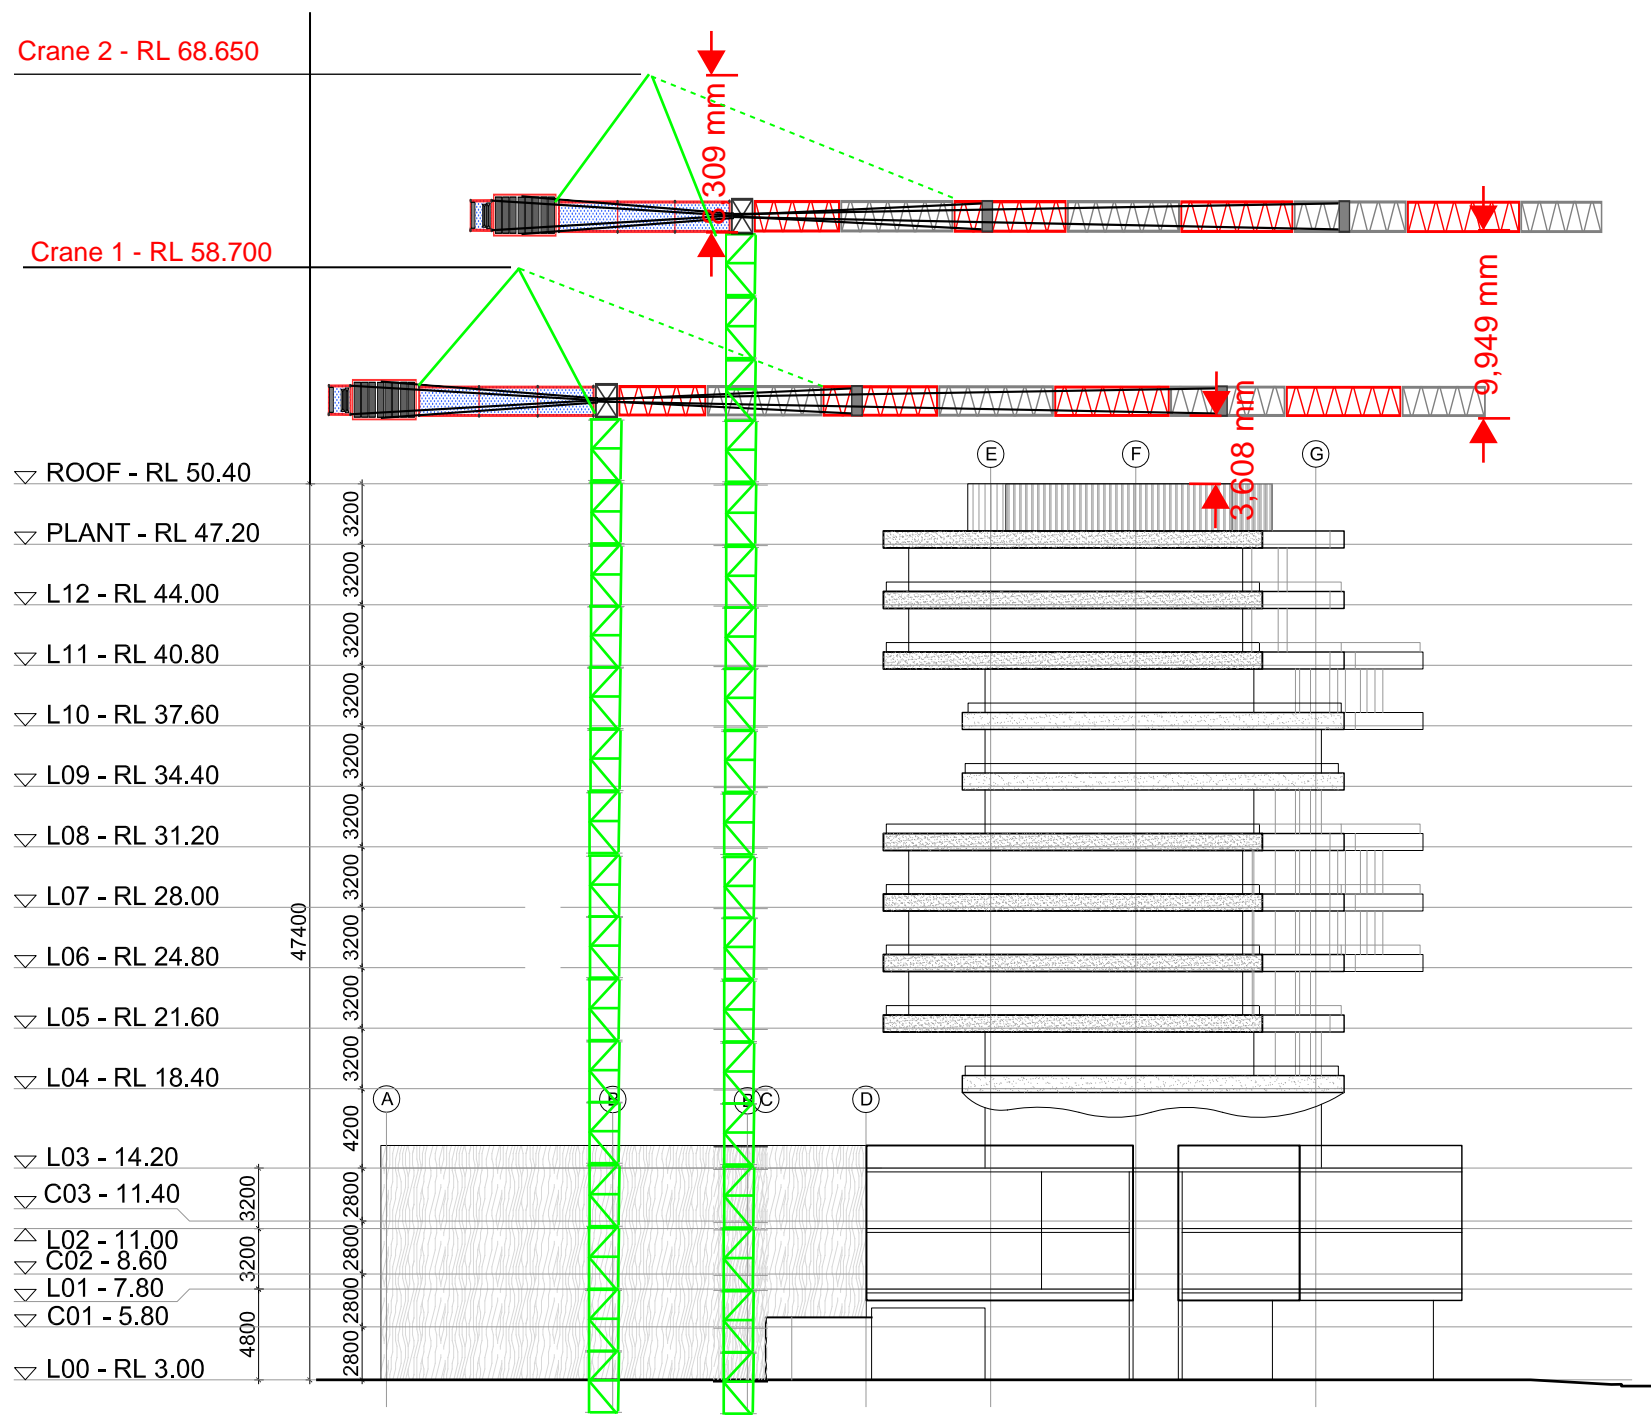 Crane 2 - RL 68.650
309 mm
Crane 1 - RL 58.700
9,949 mm
3,608 mm
E
F
G
ROOF - RL 50.40
3200
PLANT - RL 47.20
3200
L12 - RL 44.00
3200
L11 - RL 40.80
3200
L10 - RL 37.60
3200
L09 - RL 34.40
3200
L08 - RL 31.20
3200
L07 - RL 28.00
47400
3200
L06 - RL 24.80
3200
L05 - RL 21.60
3200
L04 - RL 18.40
A
B
B
C
D
4200
L03 - 14.20
C03 - 11.40
3200
2800
L02 - 11.00
C02 - 8.60
3200
2800
L01 - 7.80
C01 - 5.80
2800
4800
2800
L00 - RL 3.00